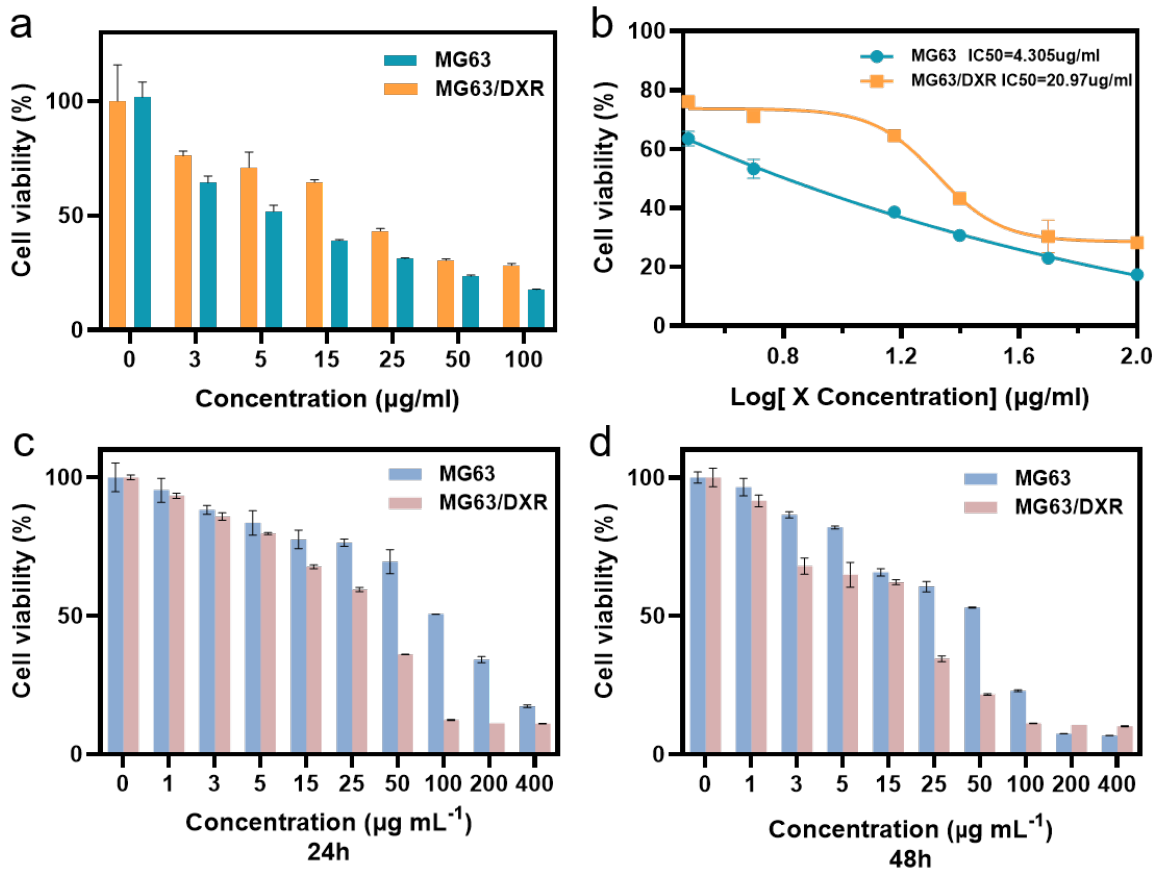 a
MG63
MG63/DXR
100
50
0
Cell viability (%)
0 3 5 15 25 50 100
Concentration (μg/ml)
b
MG63 IC50=4.305ug/ml
MG63/DXR IC50=20.97ug/ml
100
80
60
40
20
0
Cell viability (%)
0.8 1.2 1.6 2.0
Log[ X Concentration] (μg/ml)
c
MG63
MG63/DXR
100
50
0
Cell viability (%)
0 1 3 5 15 25 50 100 200 400
Concentration (μg mL⁻¹)
24h
d
MG63
MG63/DXR
100
50
0
Cell viability (%)
0 1 3 5 15 25 50 100 200 400
Concentration (μg mL⁻¹)
48h